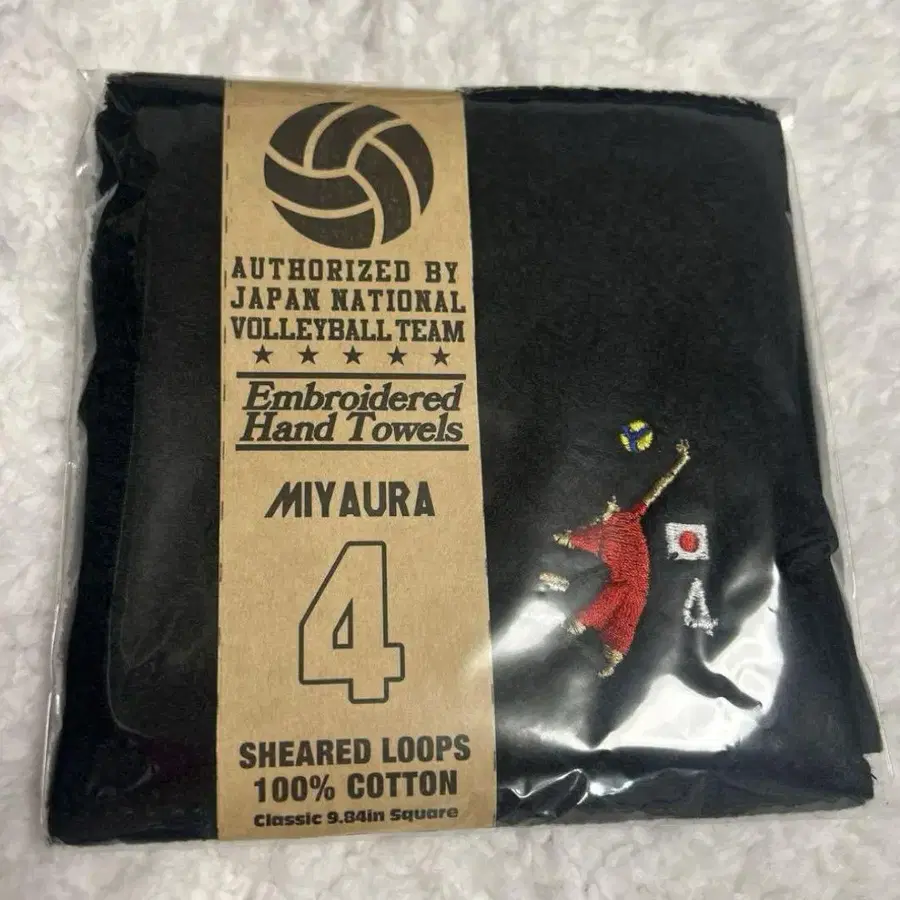 AUTHORIZED BY
JAPAN NATIONAL
VOLLEYBALL TEAM
Embroidered
Hand Towels
MIYAURA
4
SHEARED LOOPS
100% COTTON
Classic 9.84in Square
4